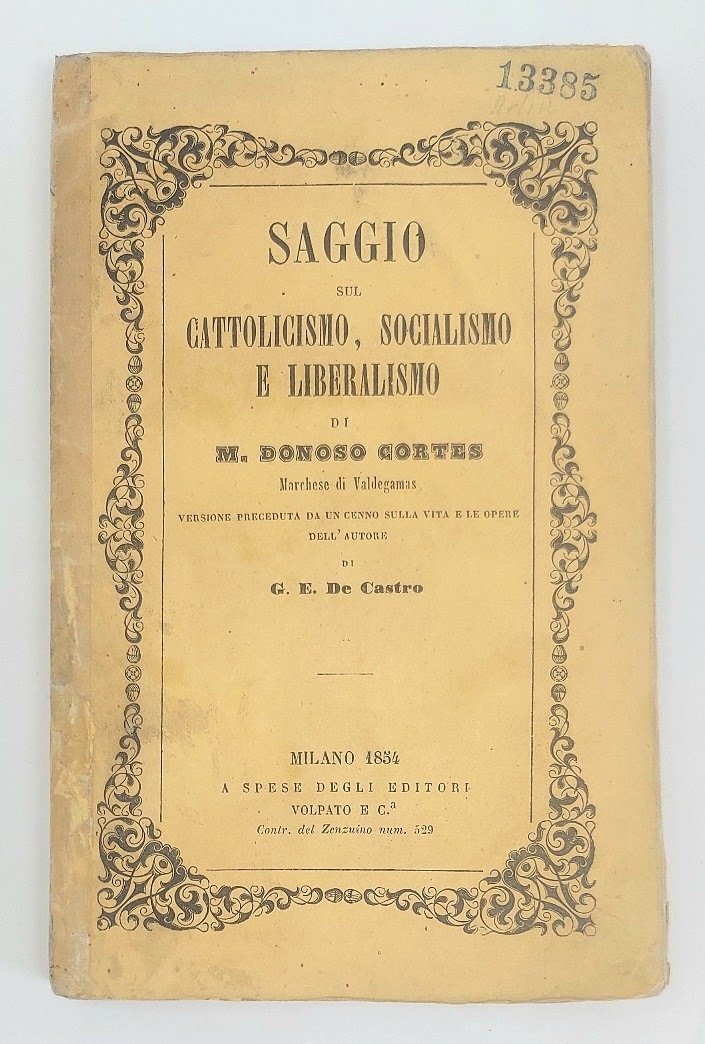 13385
SAGGIO
SUL
CATTOLICISMO, SOCIALISMO
E LIBERALISMO
DI
M. DONOSO CORTES
Marchese di Valdegamas
VERSIONE PRECEDUTA DA UN CENNO SULLA VITA E LE OPERE
DELL'AUTORE
DI
G. E. De Castro
MILANO 1854
A SPESE DEGLI EDITORI
VOLPATO E C.ª
Contr. del Zenzuino num. 529